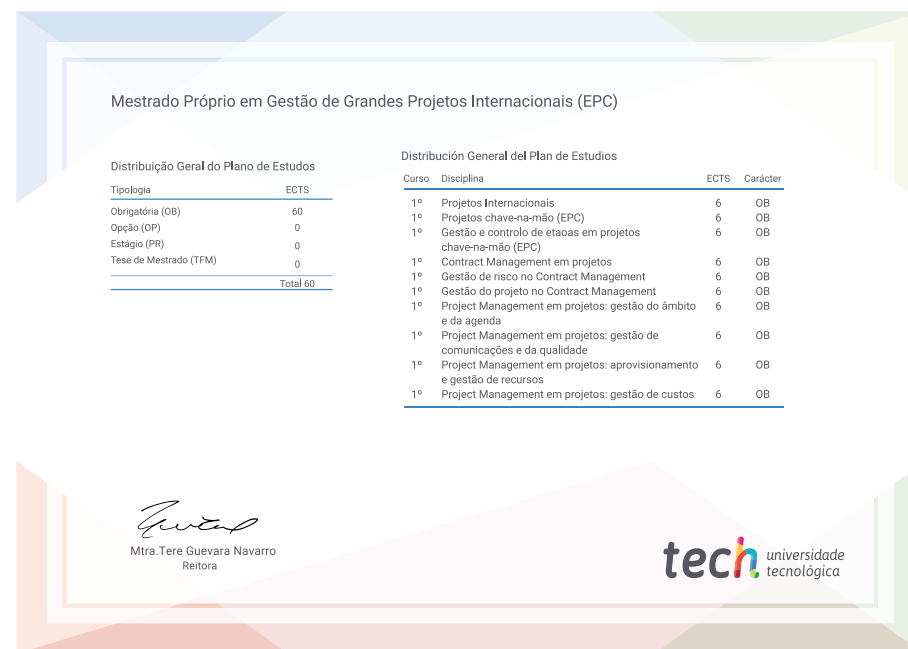 Mestrado Próprio em Gestão de Grandes Projetos Internacionais (EPC)
Distribuição Geral do Plano de Estudos
Tipologia ECTS
Obrigatória (OB) 60
Opção (OP) 0
Estágio (PR) 0
Tese de Mestrado (TFM) 0
Total 60
Distribución General del Plan de Estudios
Curso Disciplina ECTS Carácter
1º Projetos Internacionais 6 OB
1º Projetos chave-na-mão (EPC) 6 OB
1º Gestão e controlo de etaoas em projetos 6 OB
chave-na-mão (EPC)
1º Contract Management em projetos 6 OB
1º Gestão de risco no Contract Management 6 OB
1º Gestão do projeto no Contract Management 6 OB
1º Project Management em projetos: gestão do âmbito 6 OB
e da agenda
1º Project Management em projetos: gestão de 6 OB
comunicações e da qualidade
1º Project Management em projetos: aprovisionamento 6 OB
e gestão de recursos
1º Project Management em projetos: gestão de custos 6 OB
Mtra.Tere Guevara Navarro
Reitora
tech universidade
tecnológica